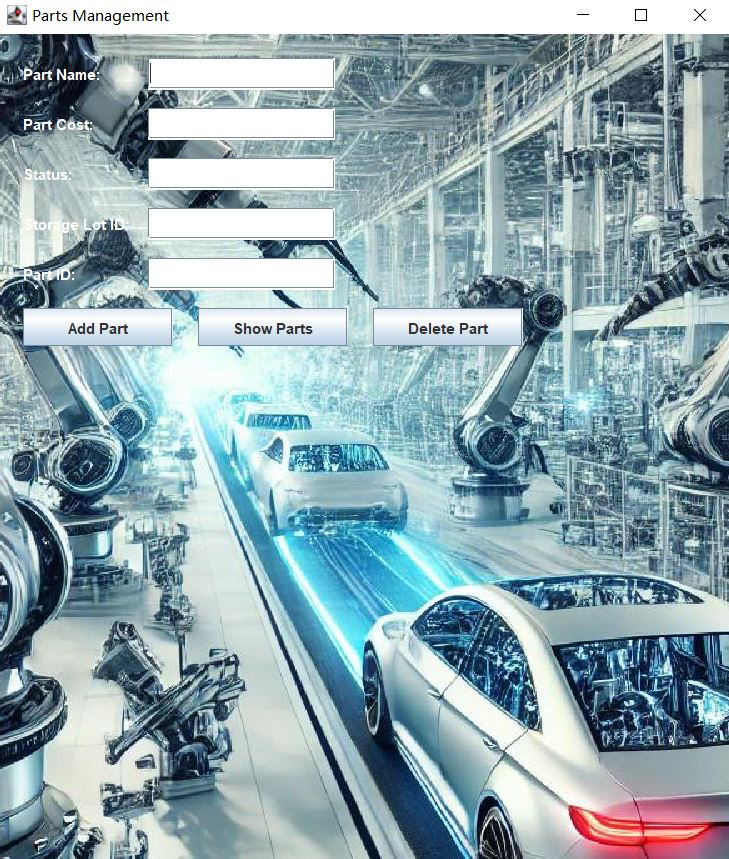 Parts Management
Part Name:
Part Cost:
Status:
Storage Lot ID:
Part ID:
Add Part Show Parts Delete Part